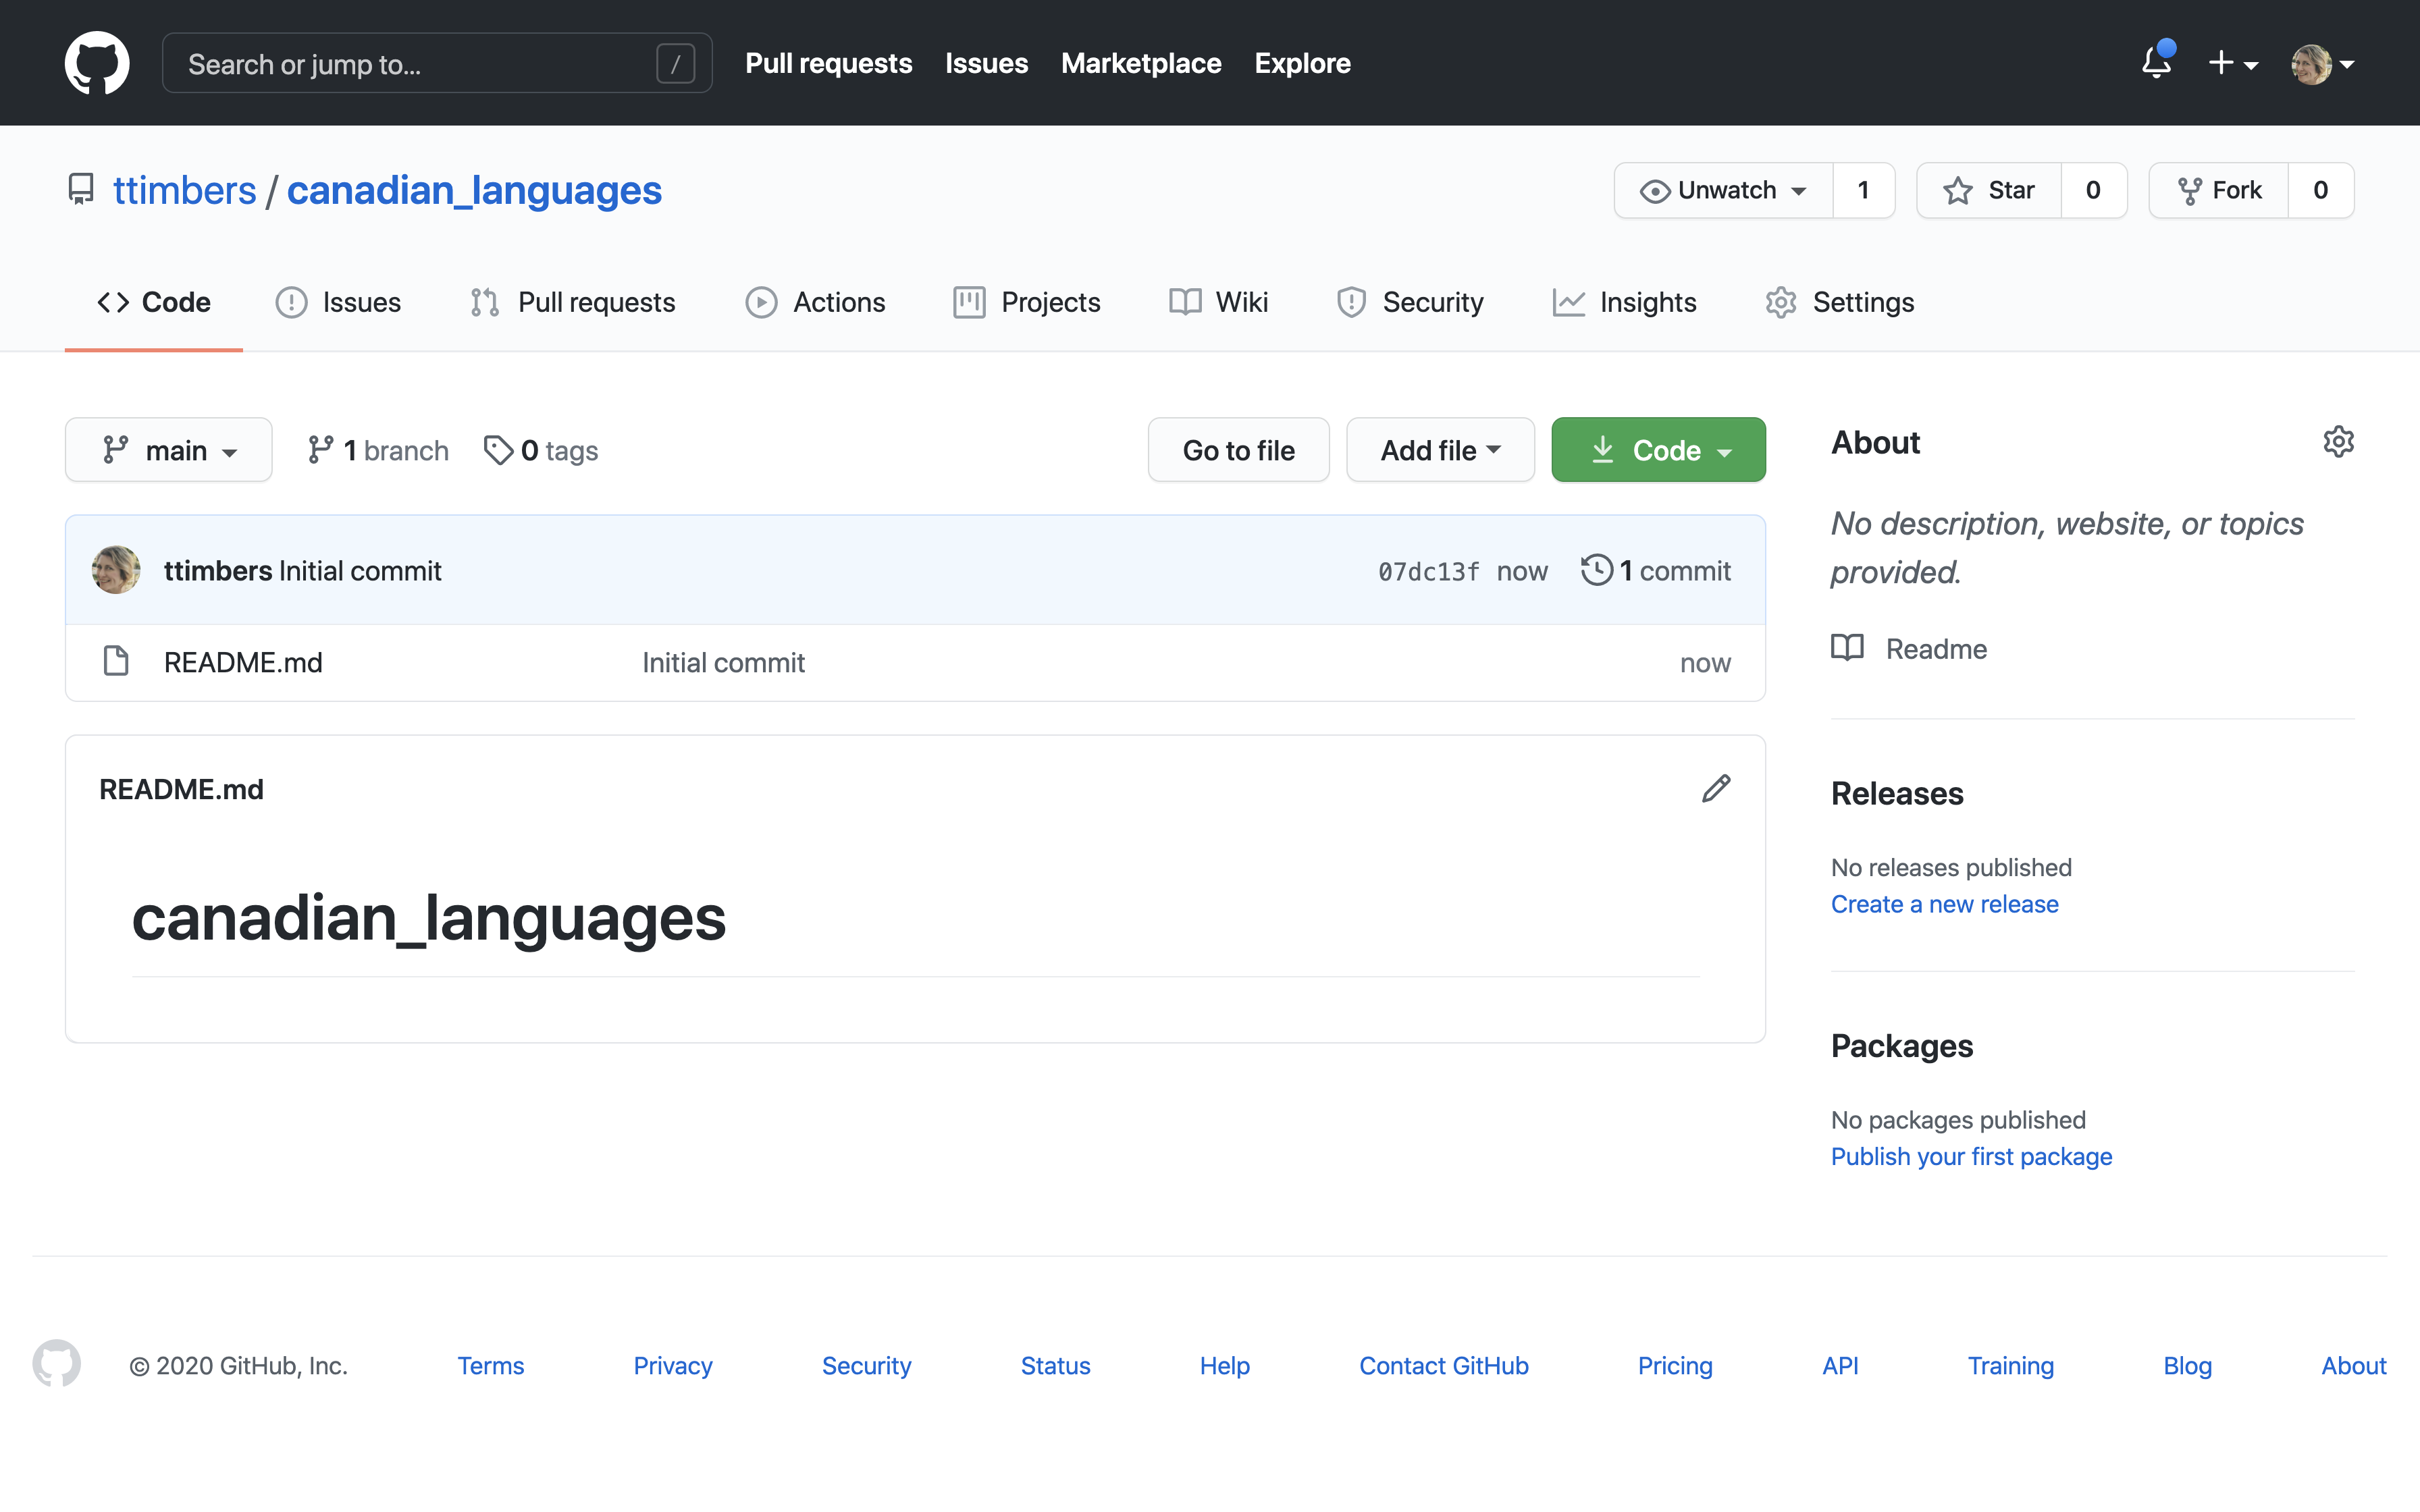 Search or jump to... / Pull requests Issues Marketplace Explore
ttimbers / canadian_languages Unwatch 1 Star 0 Fork 0
Code Issues Pull requests Actions Projects Wiki Security Insights Settings
main 1 branch 0 tags Go to file Add file Code
ttimbers Initial commit 07dc13f now 1 commit
README.md Initial commit now
README.md
canadian_languages
About
No description, website, or topics
provided.
Readme
Releases
No releases published
Create a new release
Packages
No packages published
Publish your first package
© 2020 GitHub, Inc. Terms Privacy Security Status Help Contact GitHub Pricing API Training Blog About